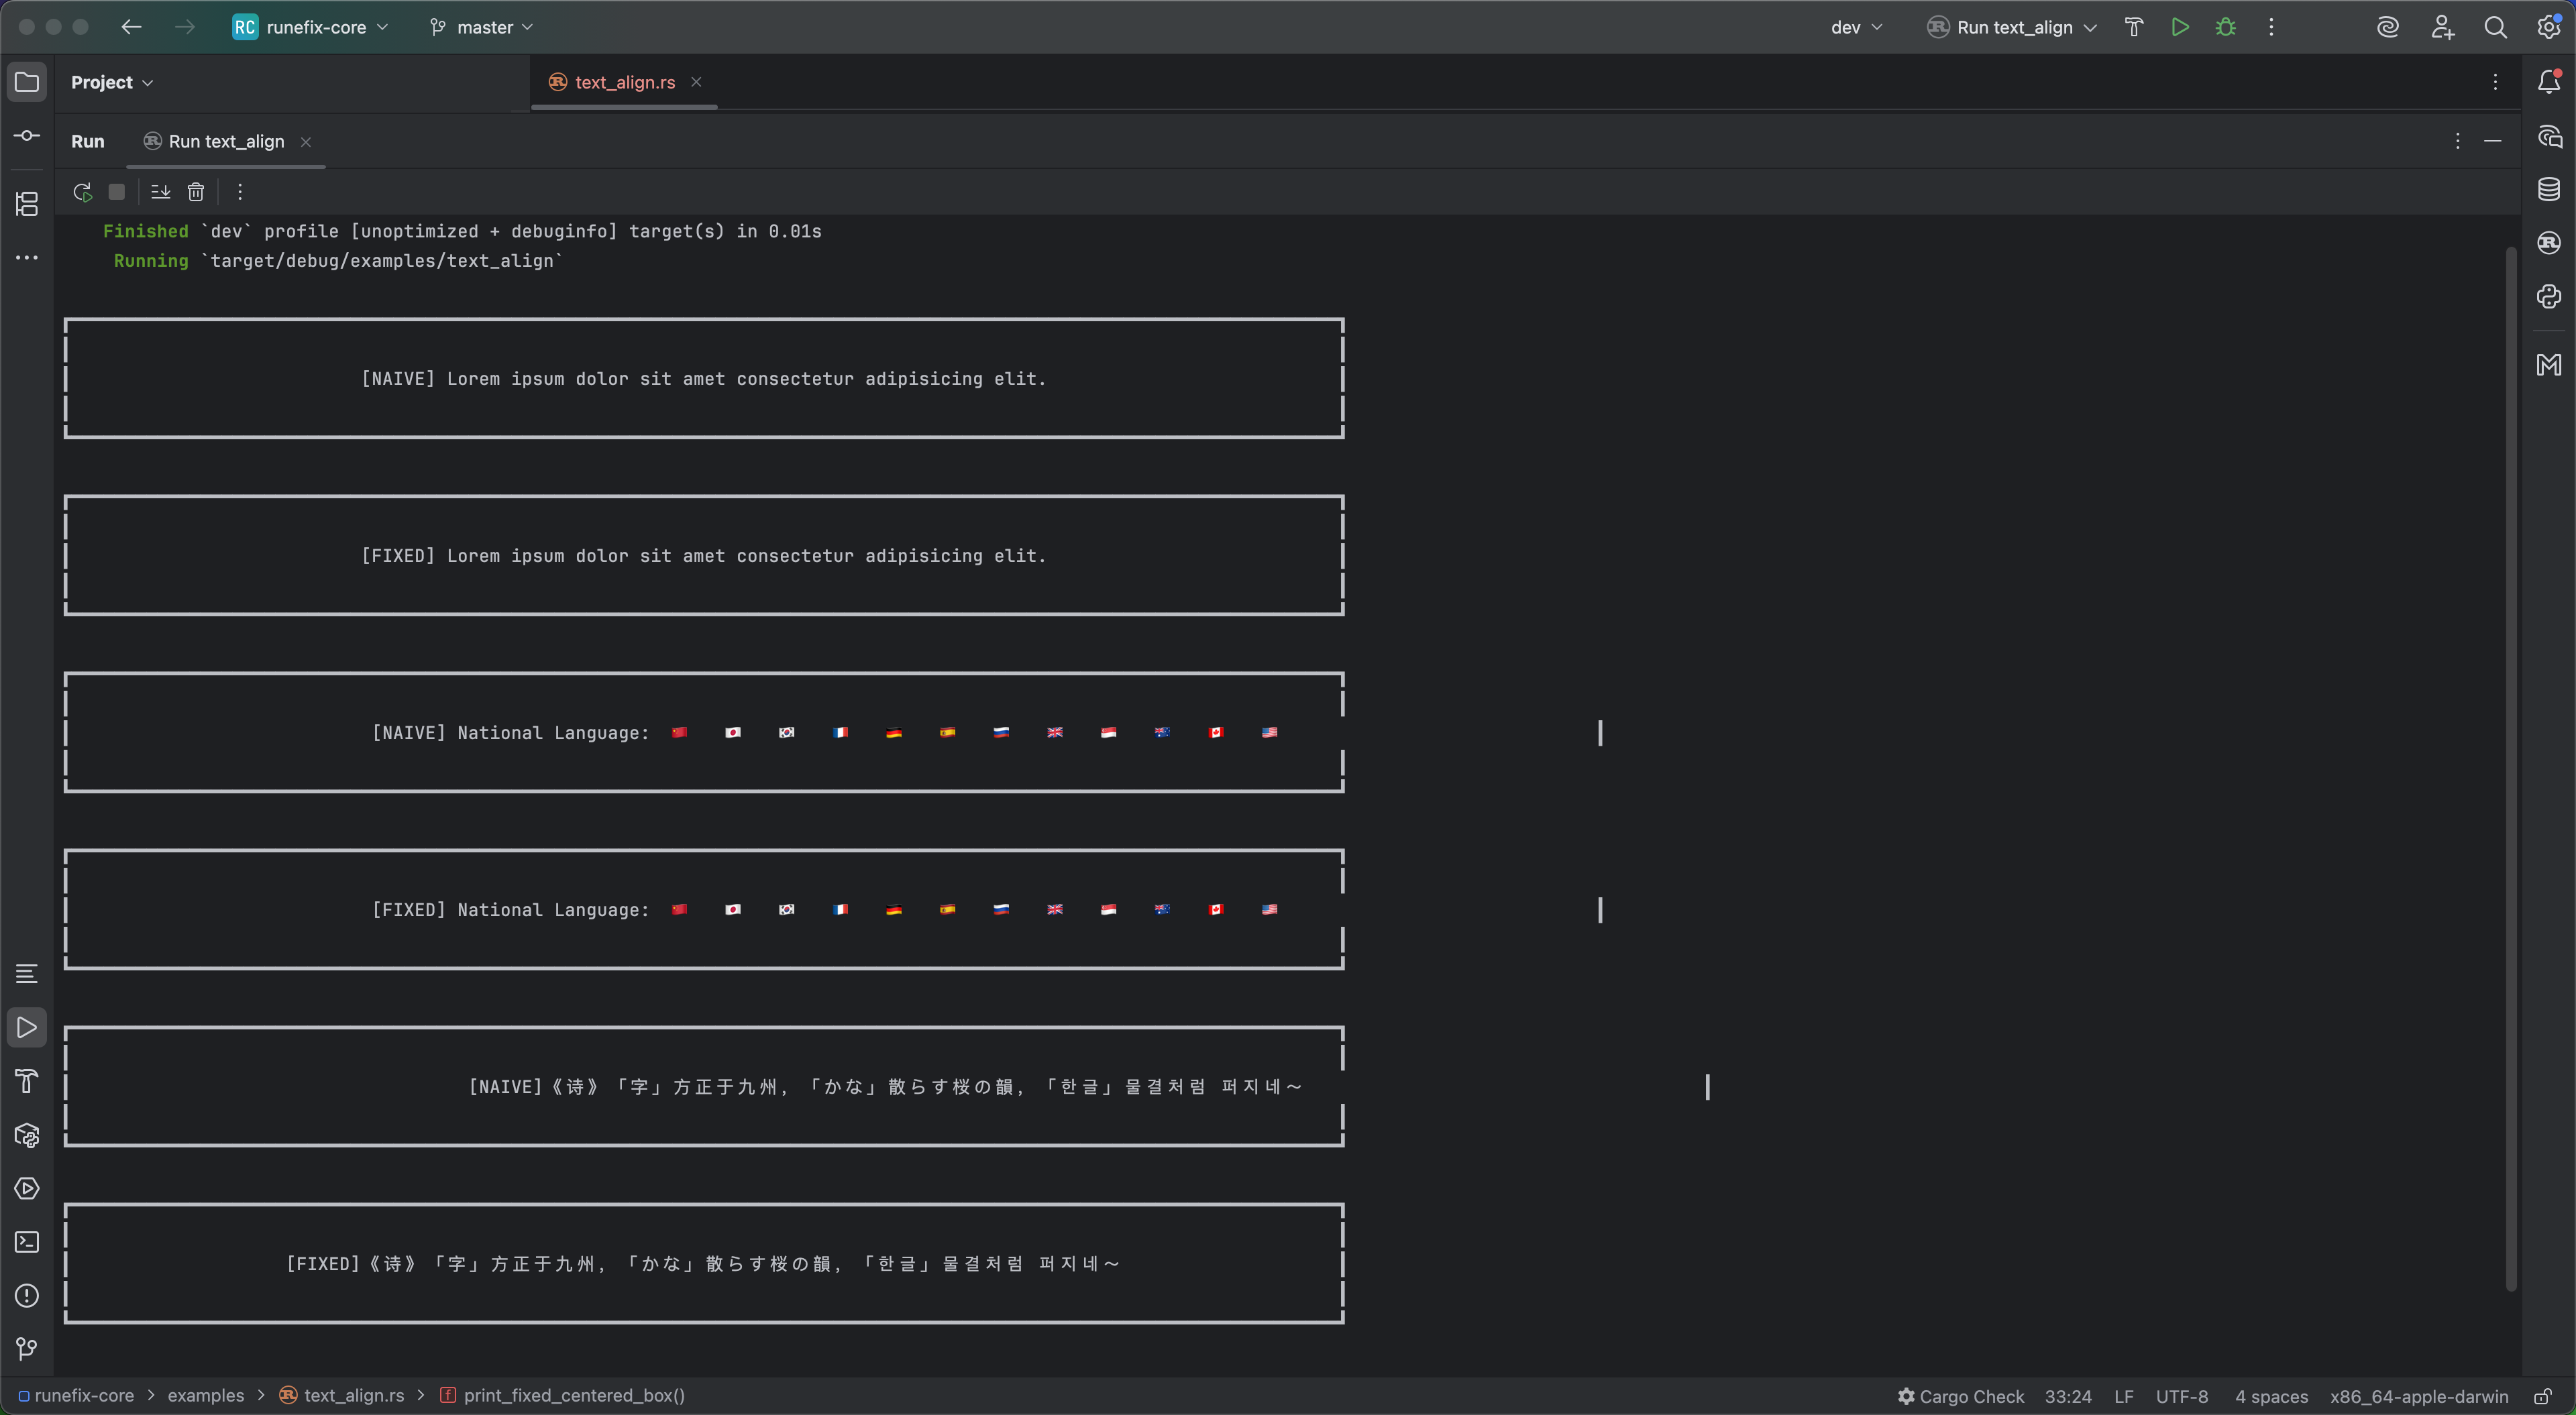 RC runefix-core master dev Run text_align
Project text_align.rs
Run Run text_align
Finished `dev` profile [unoptimized + debuginfo] target(s) in 0.01s
Running `target/debug/examples/text_align`
[NAIVE] Lorem ipsum dolor sit amet consectetur adipisicing elit.
[FIXED] Lorem ipsum dolor sit amet consectetur adipisicing elit.
[NAIVE] National Language: 🇨🇳 🇯🇵 🇰🇷 🇫🇷 🇩🇪 🇪🇸 🇷🇺 🇬🇧 🇸🇬 🇦🇺 🇨🇦 🇺🇸
[FIXED] National Language: 🇨🇳 🇯🇵 🇰🇷 🇫🇷 🇩🇪 🇪🇸 🇷🇺 🇬🇧 🇸🇬 🇦🇺 🇨🇦 🇺🇸
[NAIVE]《诗》「字」方正于九州，「かな」散らす桜の韻，「한글」물결처럼 퍼지네～
[FIXED]《诗》「字」方正于九州，「かな」散らす桜の韻，「한글」물결처럼 퍼지네～
runefix-core > examples > text_align.rs > f print_fixed_centered_box() Cargo Check 33:24 LF UTF-8 4 spaces x86_64-apple-darwin